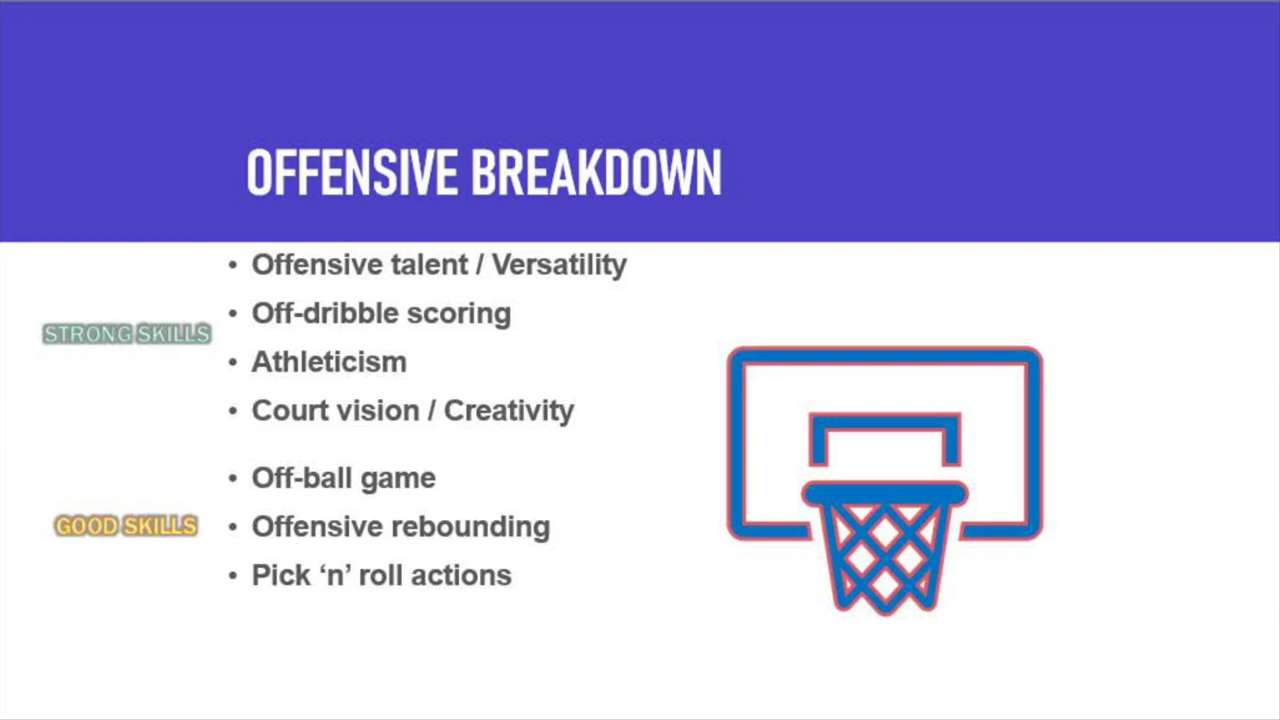 OFFENSIVE BREAKDOWN
• Offensive talent / Versatility
• Off-dribble scoring
STRONG SKILLS
• Athleticism
• Court vision / Creativity
• Off-ball game
GOOD SKILLS
• Offensive rebounding
• Pick ‘n’ roll actions